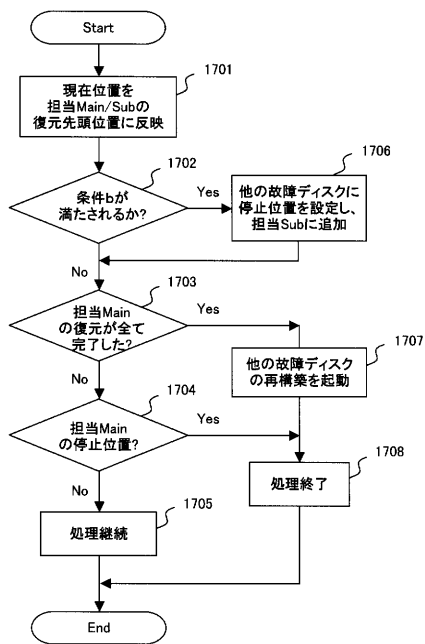 Start
1701
現在位置を
担当Main/Subの
復元先頭位置に反映
1702
条件bが
満たされるか?
Yes
1706
他の故障ディスクに
停止位置を設定し、
担当Subに追加
No
1703
担当Main
の復元が全て
完了した?
Yes
1707
他の故障ディスク
の再構築を起動
No
1704
担当Main
の停止位置?
Yes
1708
処理終了
No
1705
処理継続
End